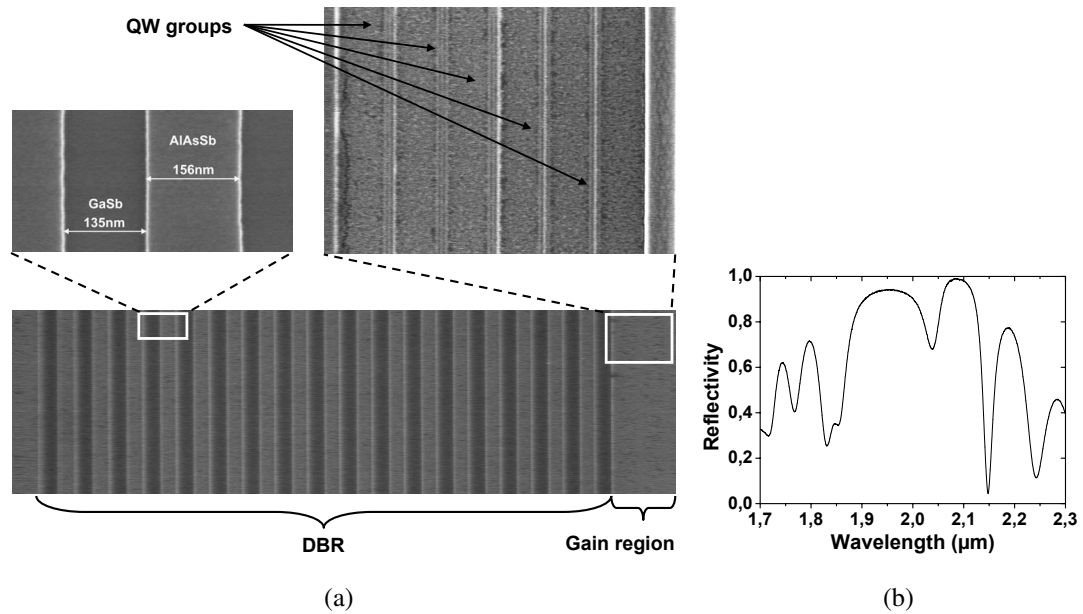 QW groups
AlAsSb
156nm
GaSb
135nm
DBR
Gain region
(a)
1,0
0,8
0,6
0,4
0,2
0,0
Reflectivity
1,7 1,8 1,9 2,0 2,1 2,2 2,3
Wavelength (µm)
(b)